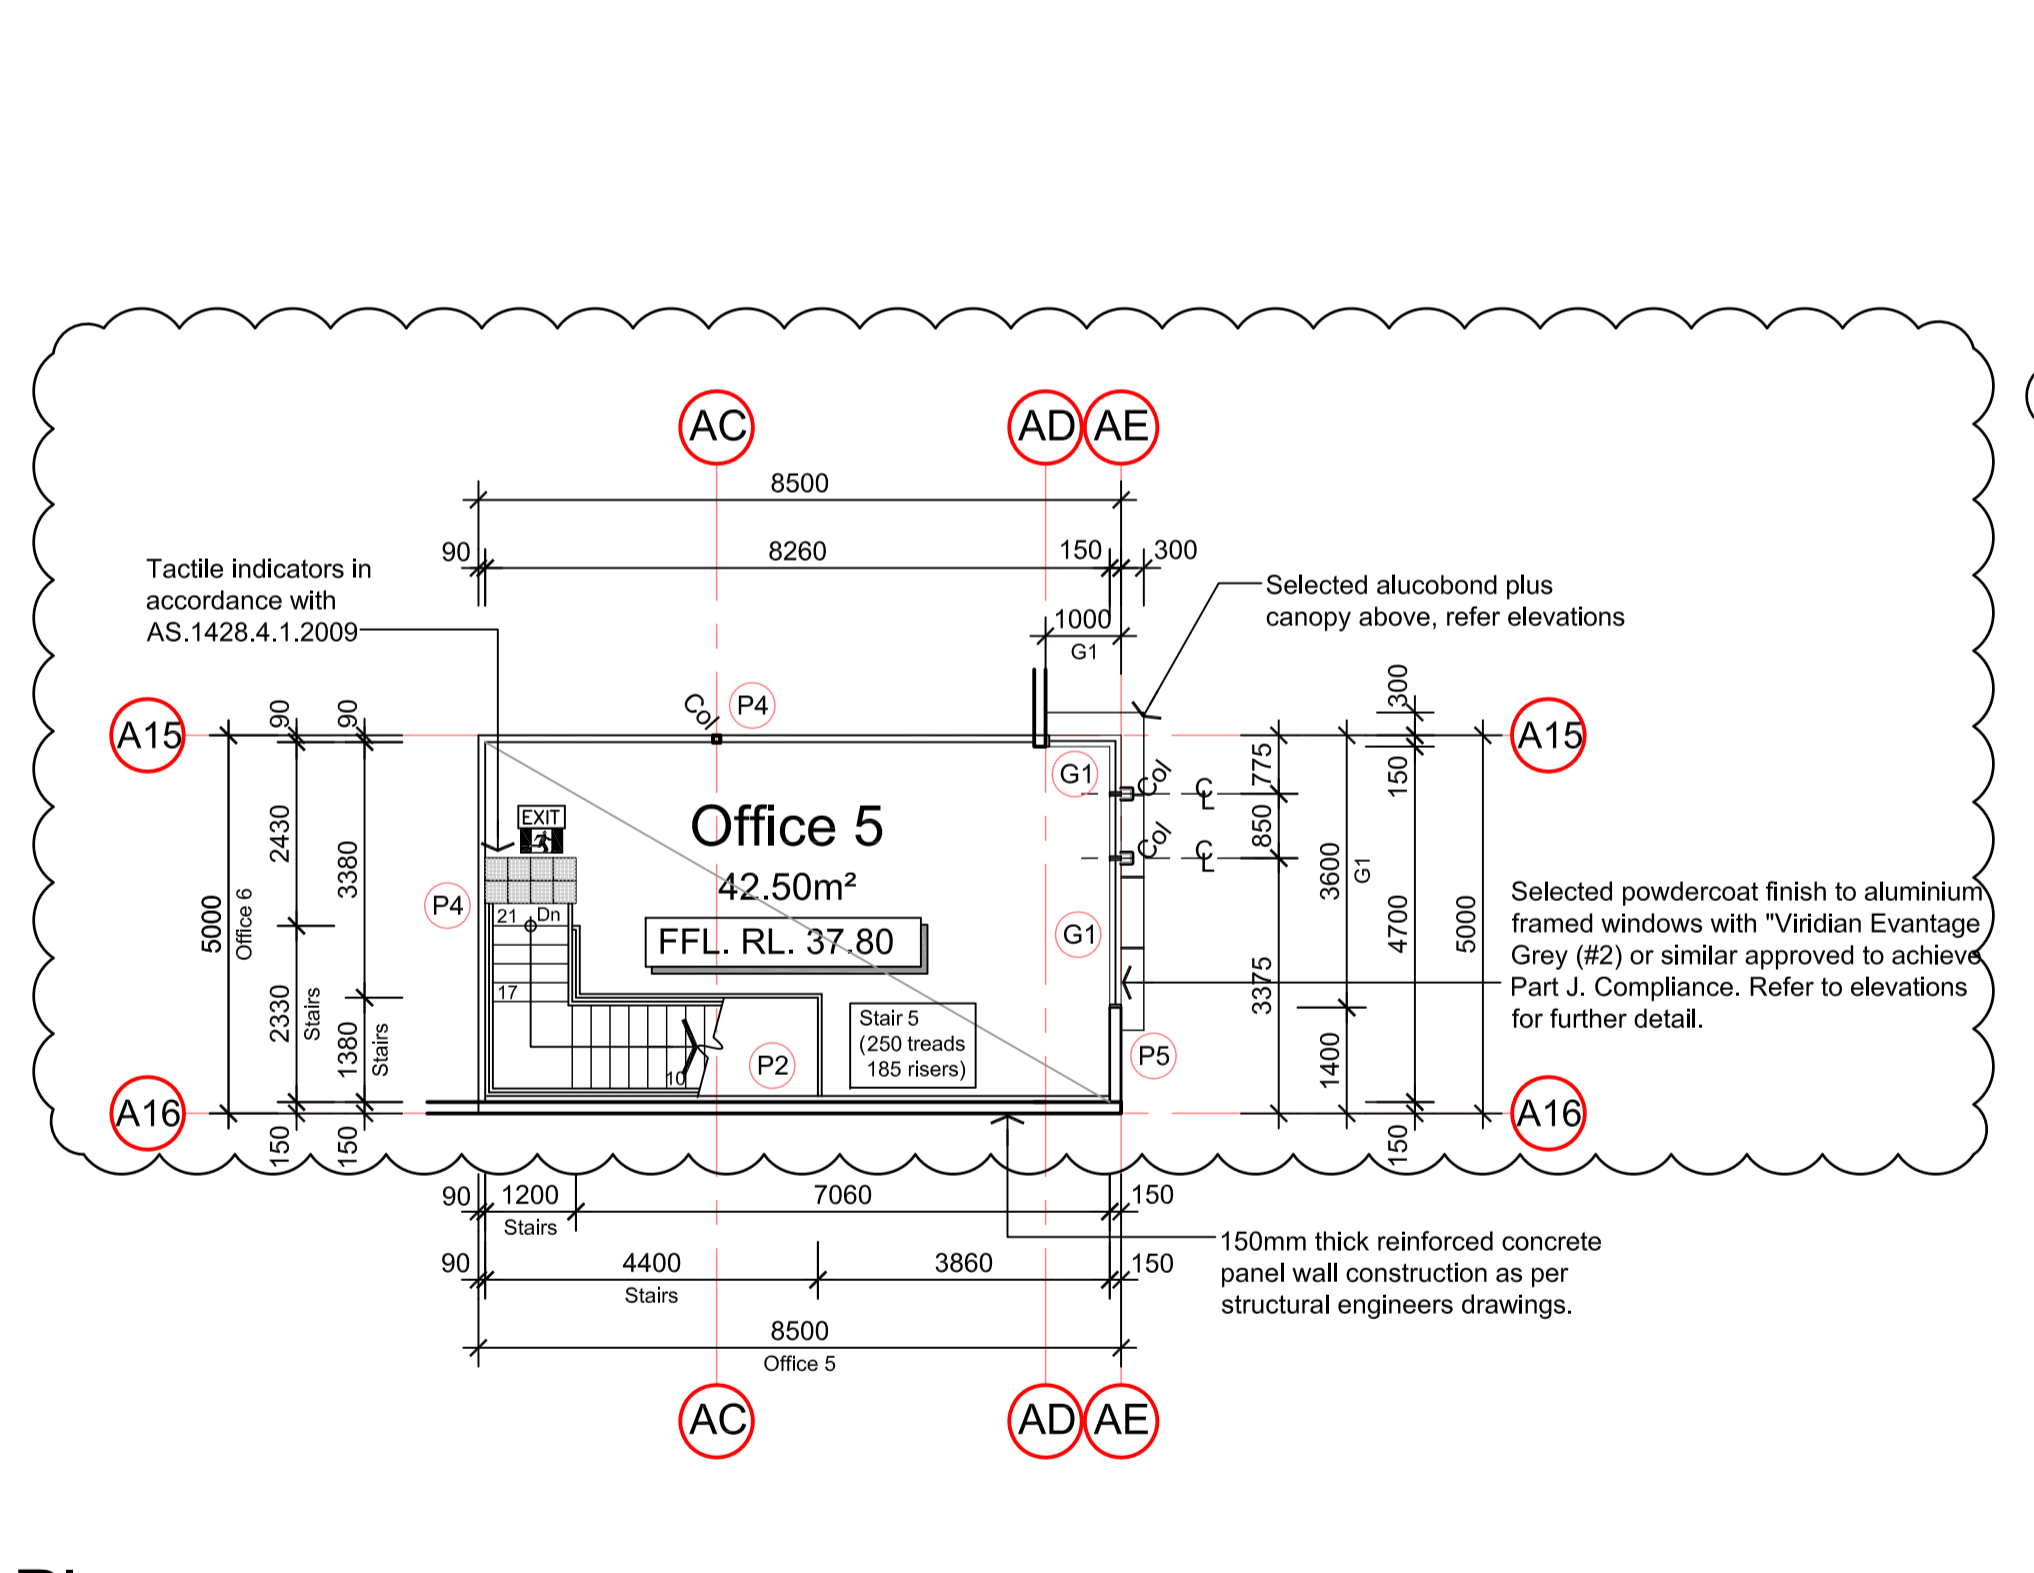 AC
AD
AE
8500
90
8260
150
300
Tactile indicators in
accordance with
AS.1428.4.1.2009
Selected alucobond plus
canopy above, refer elevations
1000
G1
Col
P4
A15
90
90
300
A15
G1
Col
CL
775
150
EXIT
Office 5
Col
CL
850
2430
3380
42.50m²
3600
G1
P4
5000
Office 6
21
Dn
FFL. RL. 37.80
G1
4700
5000
Selected powdercoat finish to aluminium
framed windows with "Viridian Evantage
Grey (#2) or similar approved to achieve
Part J. Compliance. Refer to elevations
for further detail.
17
3375
2330
Stairs
1380
Stairs
Stair 5
(250 treads
185 risers)
10
P2
P5
1400
A16
A16
150
150
150
90
1200
Stairs
7060
150
90
4400
Stairs
3860
150
150mm thick reinforced concrete
panel wall construction as per
structural engineers drawings.
8500
Office 5
AC
AD
AE